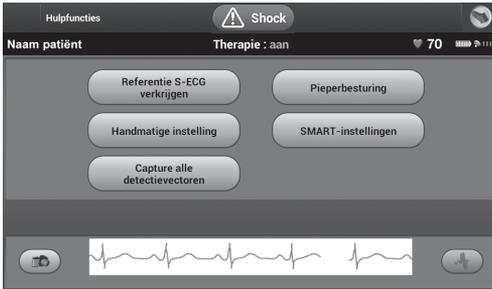 Hulpfuncties
Shock
Naam patiënt
Therapie : aan
70
Referentie S-ECG
verkrijgen
Pieperbesturing
Handmatige instelling
SMART-instellingen
Capture alle
detectievectoren